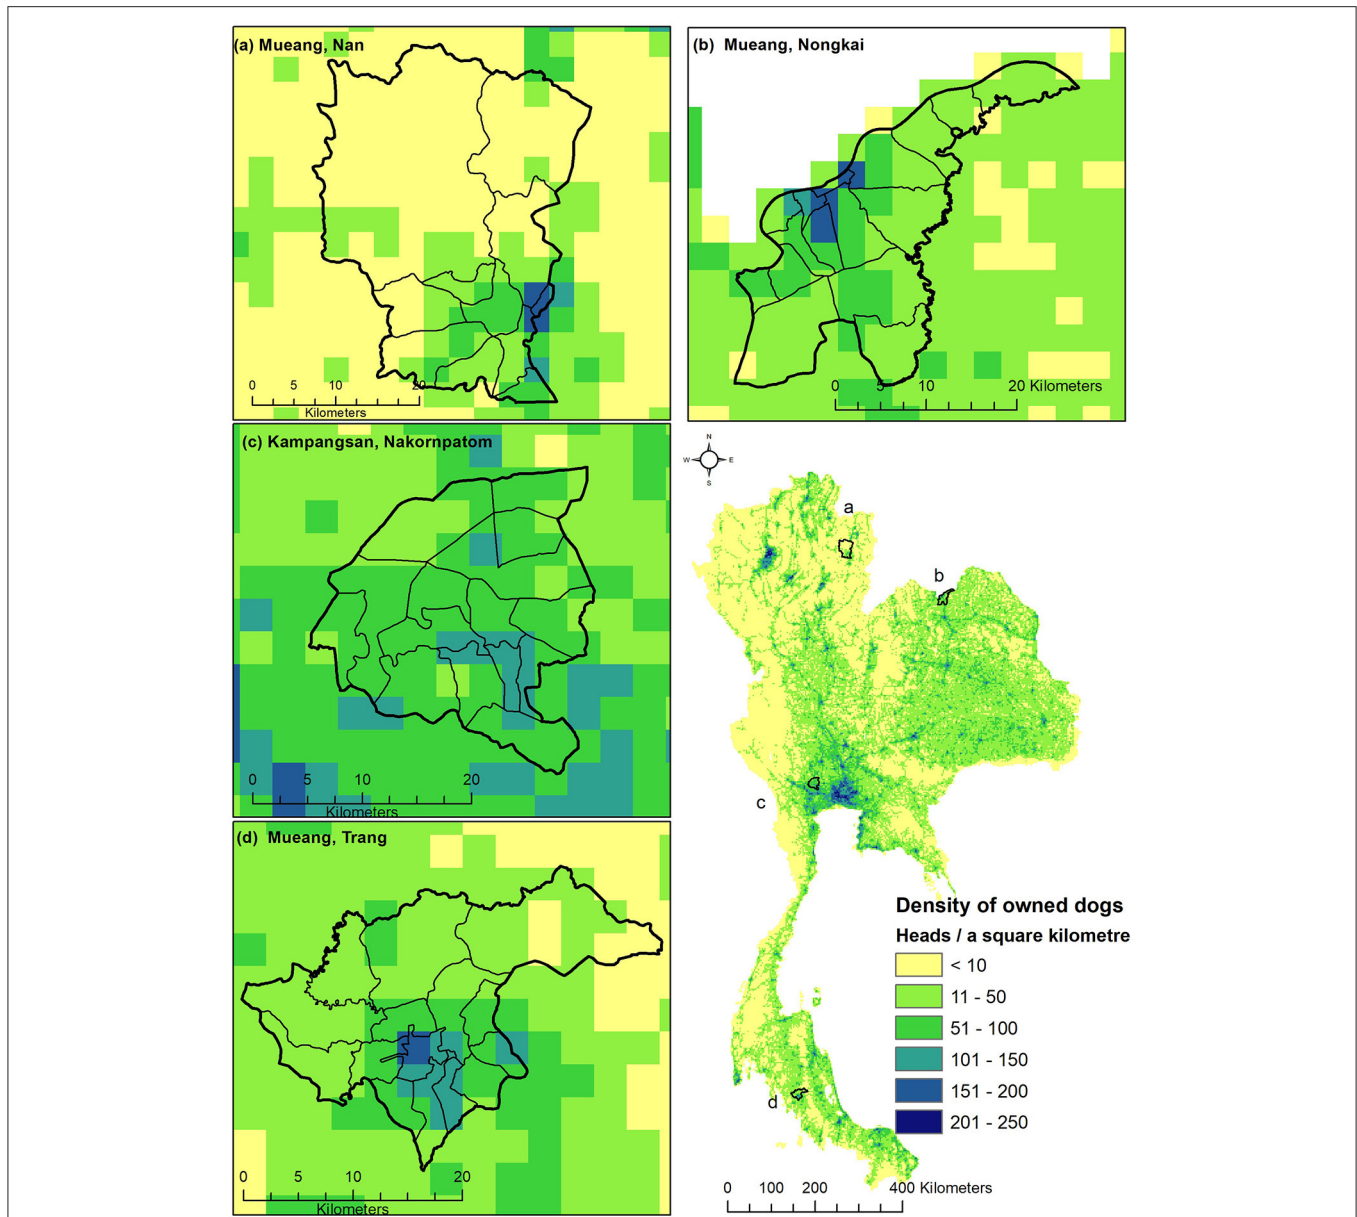 (a) Mueang, Nan
0 5 10 20
Kilometers
(b) Mueang, Nongkai
0 5 10 20 Kilometers
(c) Kampangsan, Nakornpatom
0 5 10 20
Kilometers
(d) Mueang, Trang
0 5 10 20
Kilometers
N
W E
S
a
b
c
d
Density of owned dogs
Heads / a square kilometre
< 10
11 - 50
51 - 100
101 - 150
151 - 200
201 - 250
0 100 200 400 Kilometers